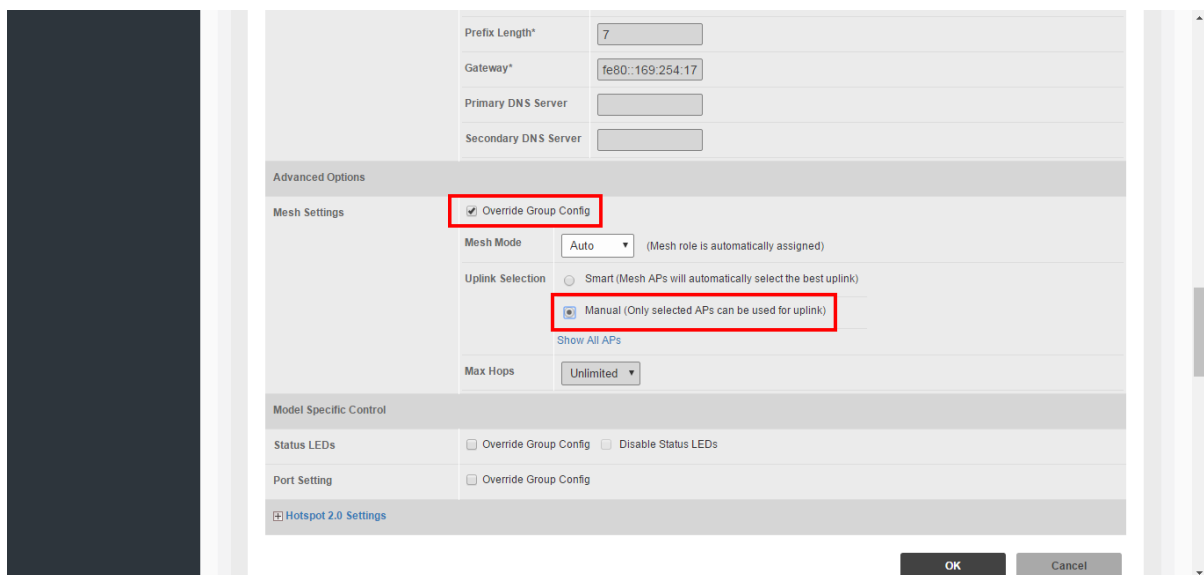 Prefix Length* 7
Gateway* fe80::169:254:17
Primary DNS Server
Secondary DNS Server
Advanced Options
Mesh Settings Override Group Config
Mesh Mode Auto (Mesh role is automatically assigned)
Uplink Selection Smart (Mesh APs will automatically select the best uplink)
Manual (Only selected APs can be used for uplink)
Show All APs
Max Hops Unlimited
Model Specific Control
Status LEDs Override Group Config Disable Status LEDs
Port Setting Override Group Config
Hotspot 2.0 Settings
OK Cancel